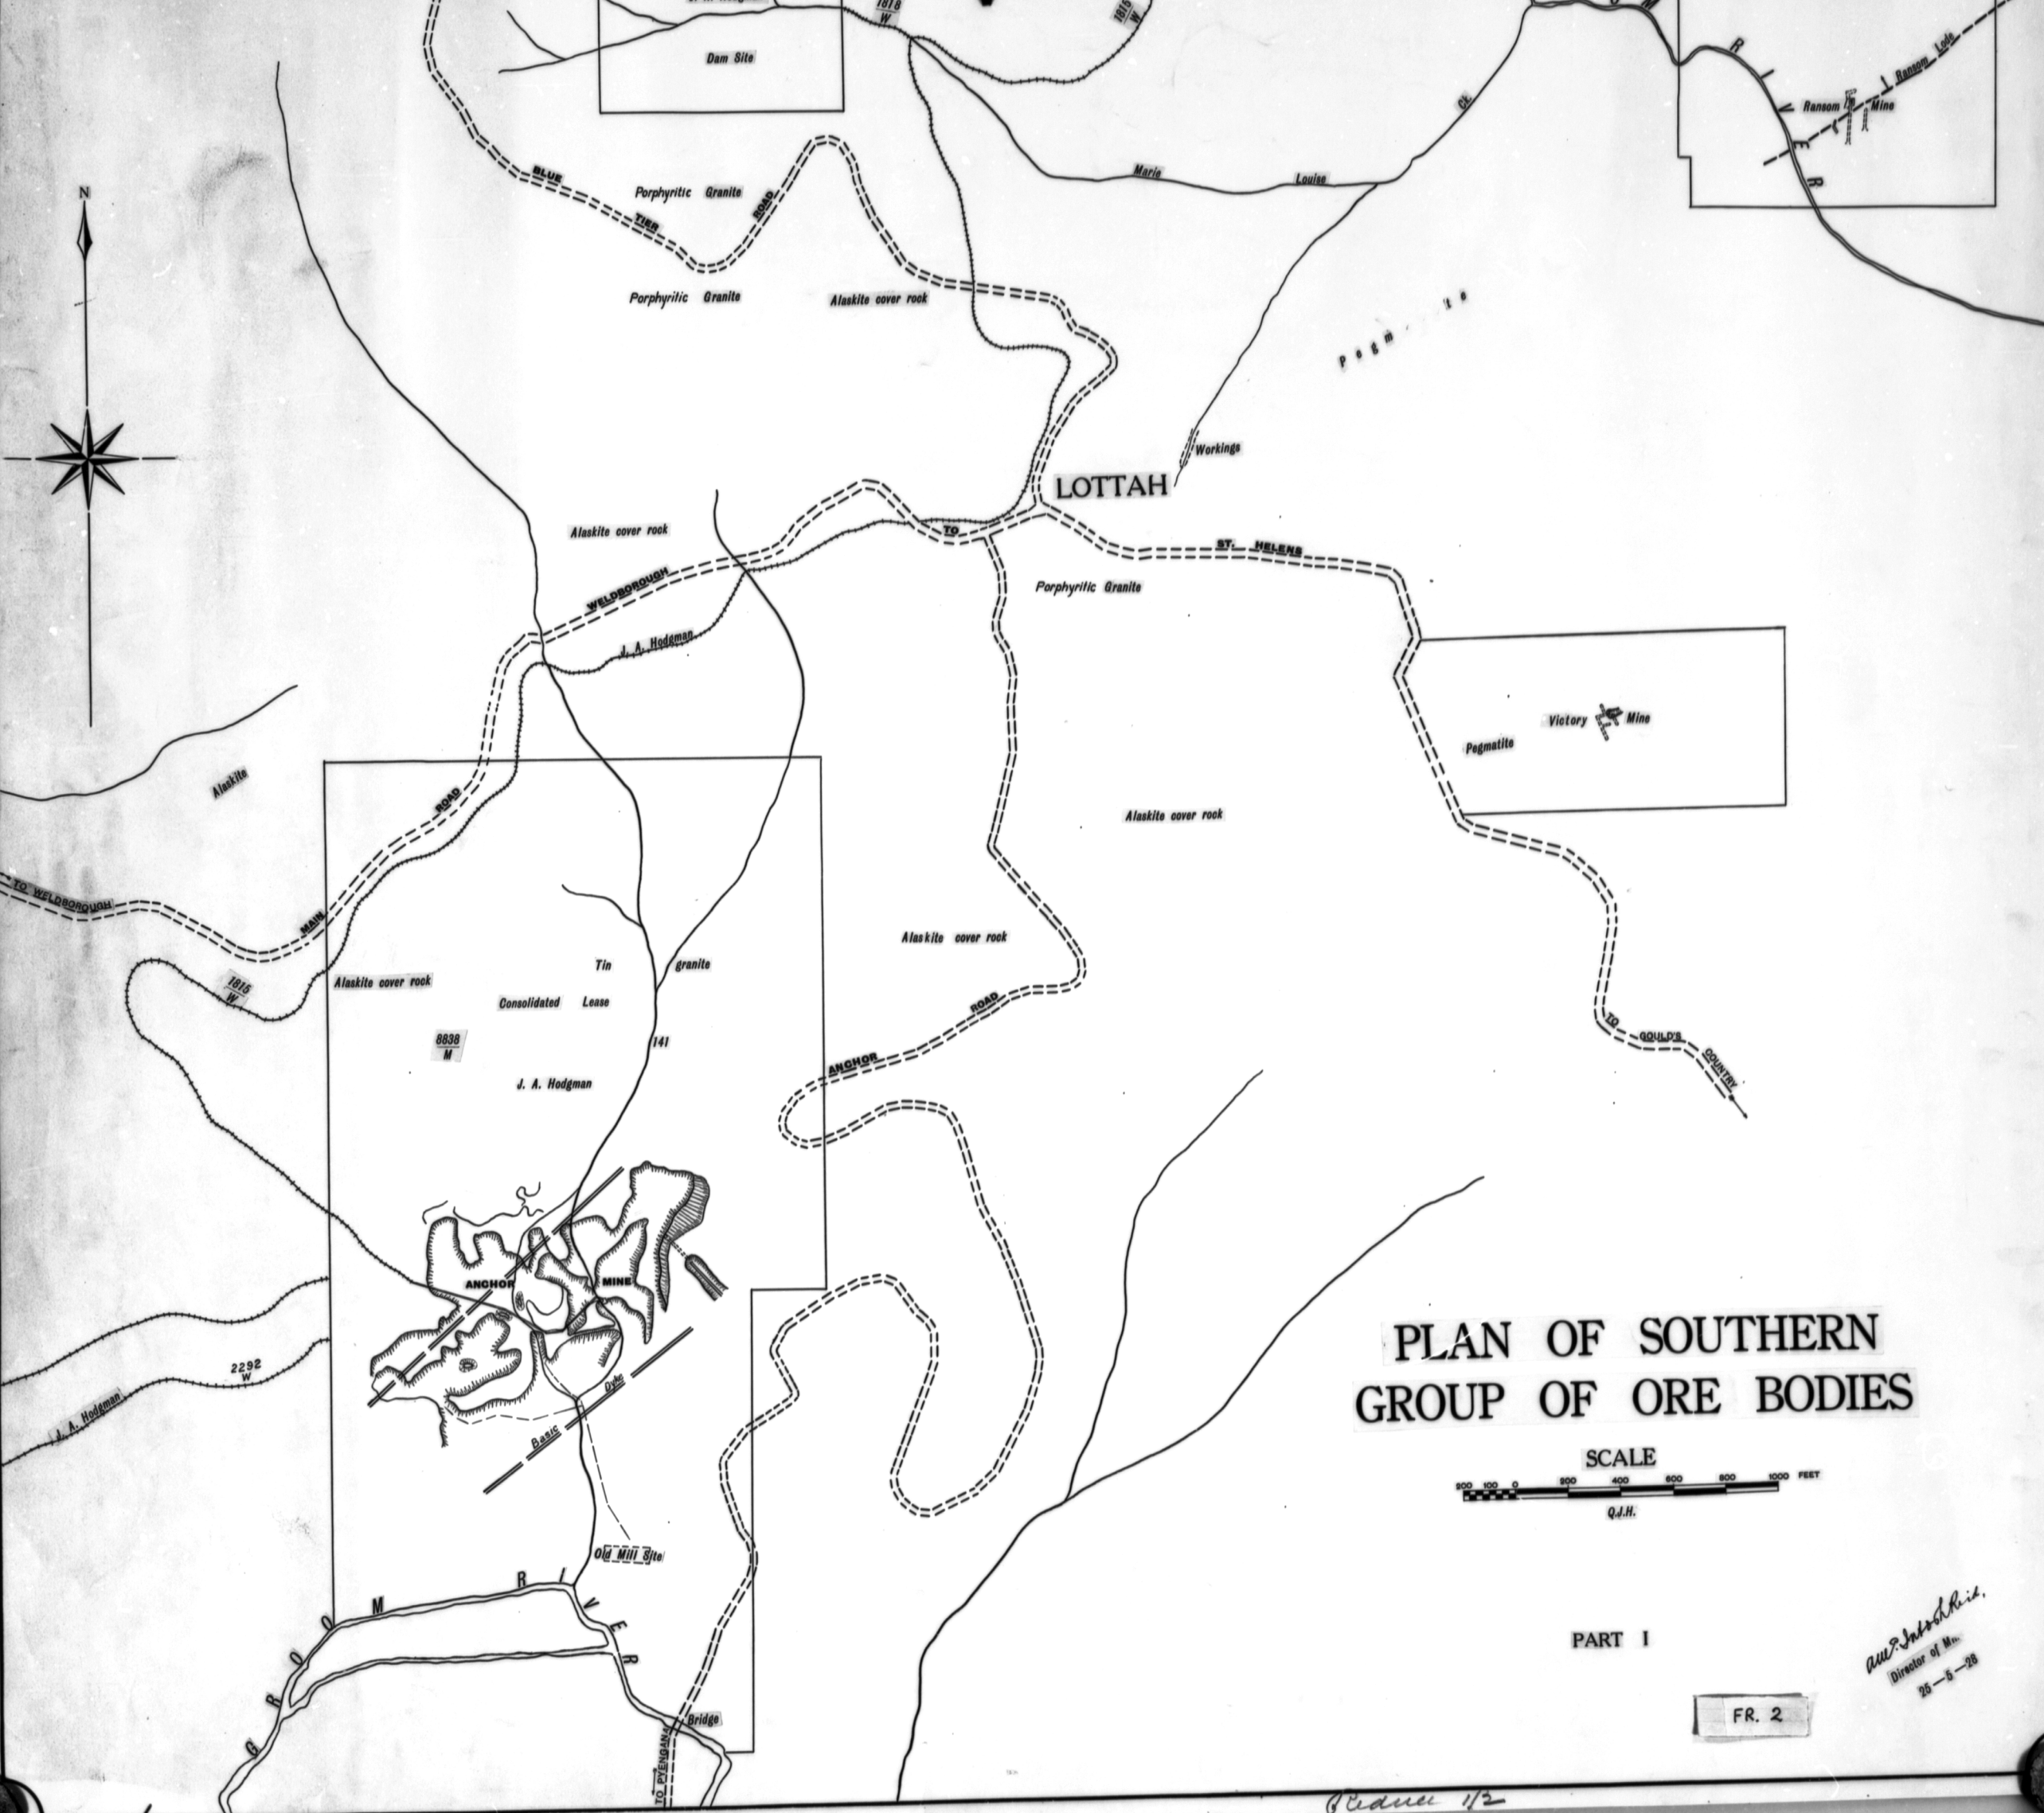 1818
W
1815
W
Dam Site
RIVER
Ransom Lode
Ransom Mine
Ck.
Marie Louise
N
BLUE TIER ROAD
Porphyritic Granite
Porphyritic Granite
Alaskite cover rock
Workings
LOTTAH
Alaskite cover rock
WELDBOROUGH
TO
ST. HELENS
Porphyritic Granite
J. A. Hodgman
Victory Mine
Pegmatite
Alaskite
ROAD
Alaskite cover rock
TO WELDBOROUGH
MAIN
Alaskite cover rock
Tin granite
Alaskite cover rock
1815
W
Consolidated Lease
ROAD
TO GOULD'S COUNTRY
8638
M
141
ANCHOR
J. A. Hodgman
ANCHOR MINE
PLAN OF SOUTHERN
GROUP OF ORE BODIES
2292
W
J. A. Hodgman
Basic Dyke
SCALE
200 100 0 200 400 600 800 1000 FEET
Q.J.H.
Old Mill Site
GROOM RIVER
PART I
Director of
25-5-28
FR. 2
Bridge
TO PYENGANA
Reduce 1/2